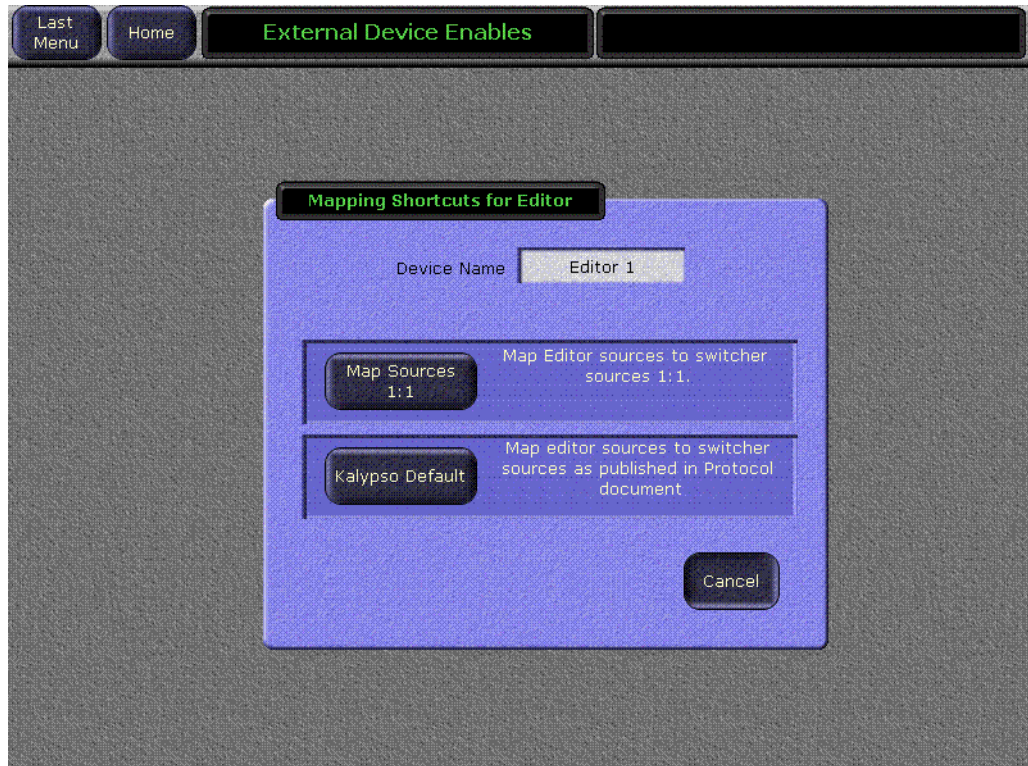 Last
Menu
Home
External Device Enables
Mapping Shortcuts for Editor
Device Name
Editor 1
Map Sources
1:1
Map Editor sources to switcher
sources 1:1.
Kalypso Default
Map editor sources to switcher
sources as published in Protocol
document
Cancel